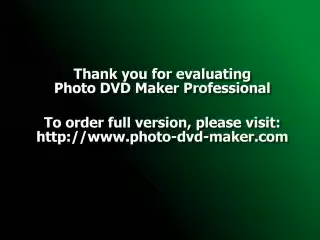 Thank you for evaluating
Photo DVD Maker Professional
To order full version, please visit:
http://www.photo-dvd-maker.com